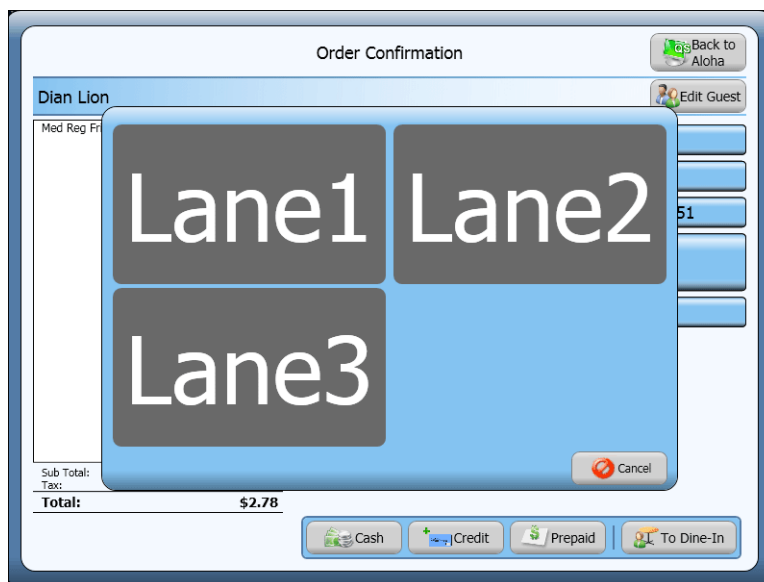 Order Confirmation
QS Back to
Aloha
Dian Lion
Edit Guest
Med Reg Fr
51
Lane1 Lane2
Lane3
Cancel
Sub Total:
Tax:
Total: $2.78
Cash Credit Prepaid To Dine-In